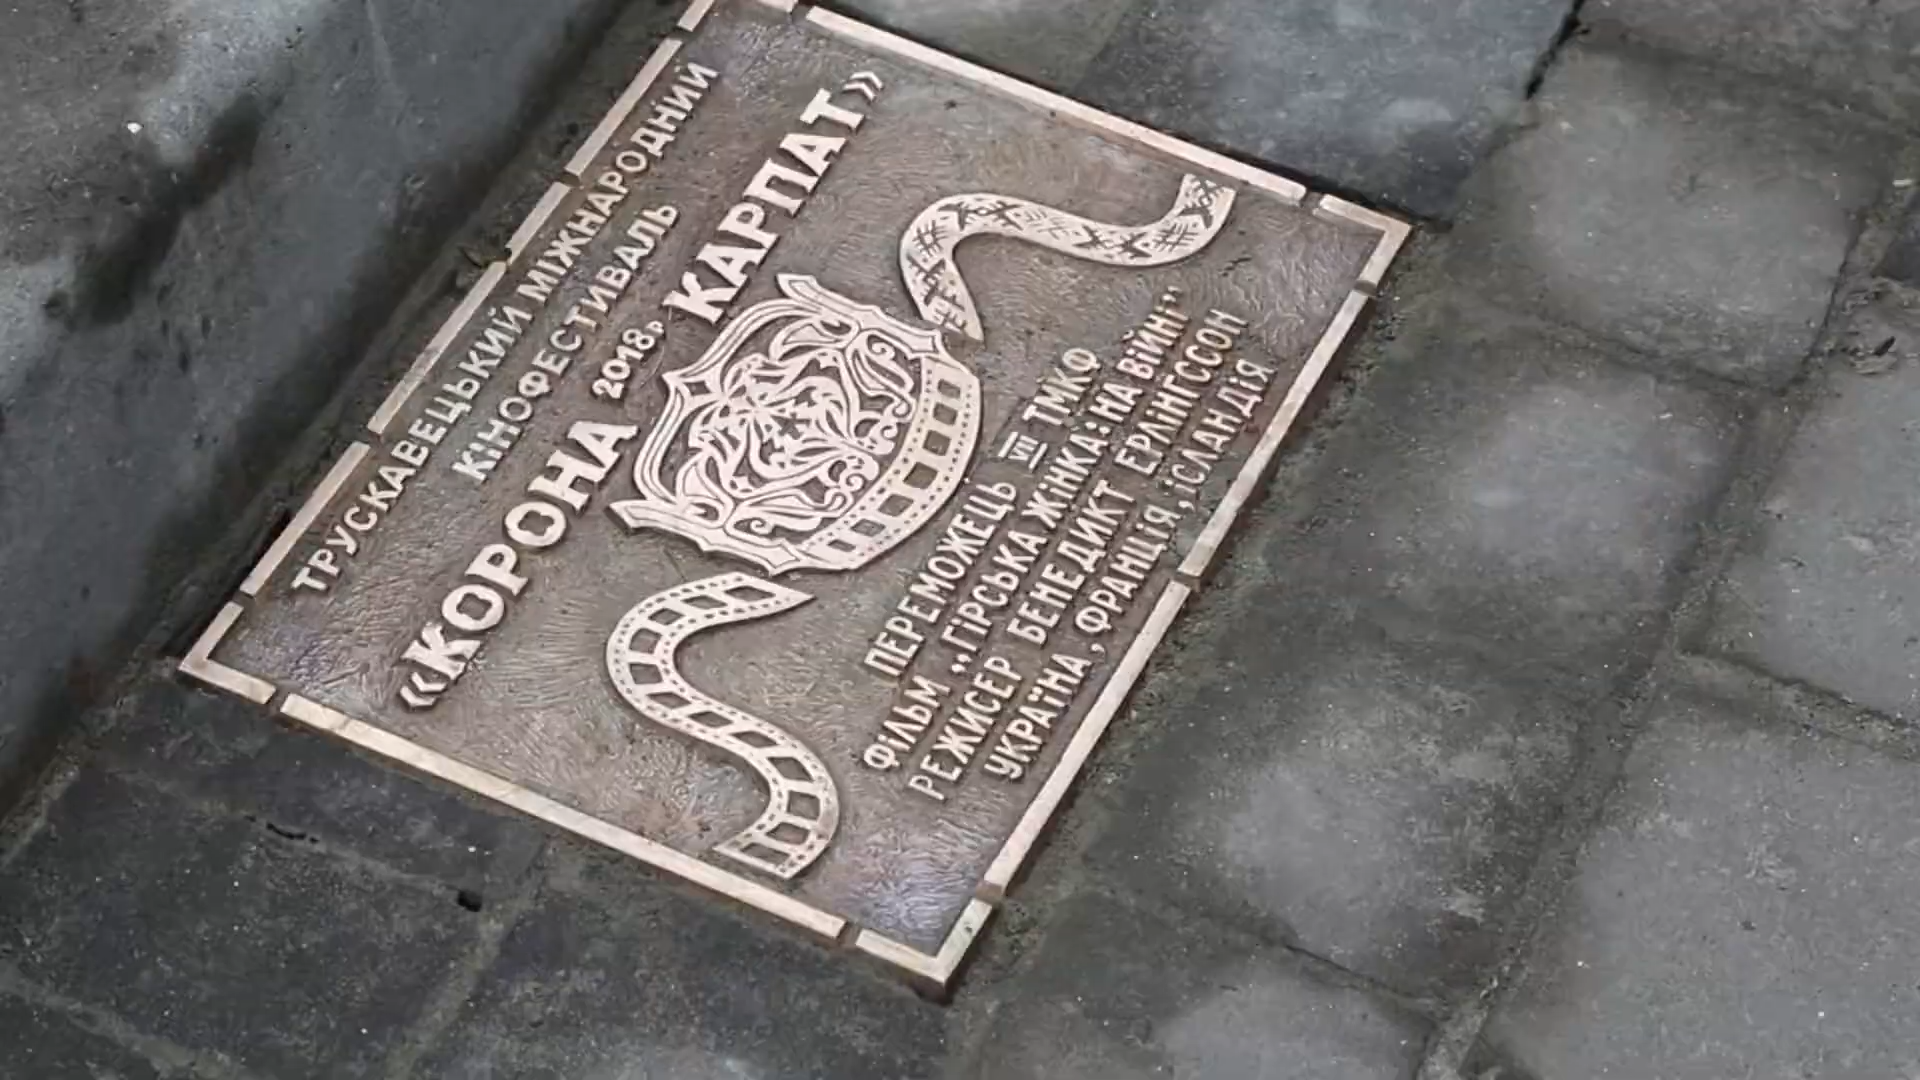 ТРУСКАВЕЦЬКИЙ МІЖНАРОДНИЙ
КІНОФЕСТИВАЛЬ
«КОРОНА 2018р. КАРПАТ»
ПЕРЕМОЖЕЦЬ VII ТМКФ
ФІЛЬМ „ГІРСЬКА ЖІНКА: НА ВІЙНІ"
РЕЖИСЕР БЕНЕДИКТ ЕРЛІНГССОН
УКРАЇНА, ФРАНЦІЯ, ІСЛАНДІЯ